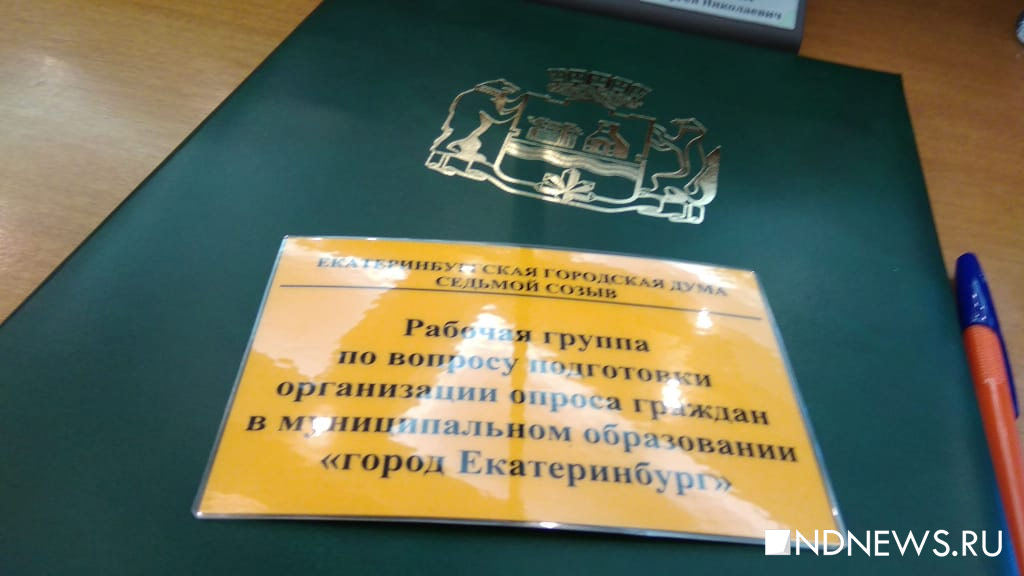 Николаевич
ЕКАТЕРИНБУРГСКАЯ ГОРОДСКАЯ ДУМА
СЕДЬМОЙ СОЗЫВ
Рабочая группа
по вопросу подготовки
организации опроса граждан
в муниципальном образовании
«город Екатеринбург»
NDNEWS.RU